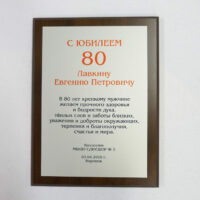 С ЮБИЛЕЕМ
80
Лавкину
Евгению Петровичу
В 80 лет крепкому мужчине
желаем прочного здоровья
и бодрости духа.
Милых слов и заботы близких,
уважения и доброты окружающих,
терпения и благополучия,
счастья и мира.
Воронеж